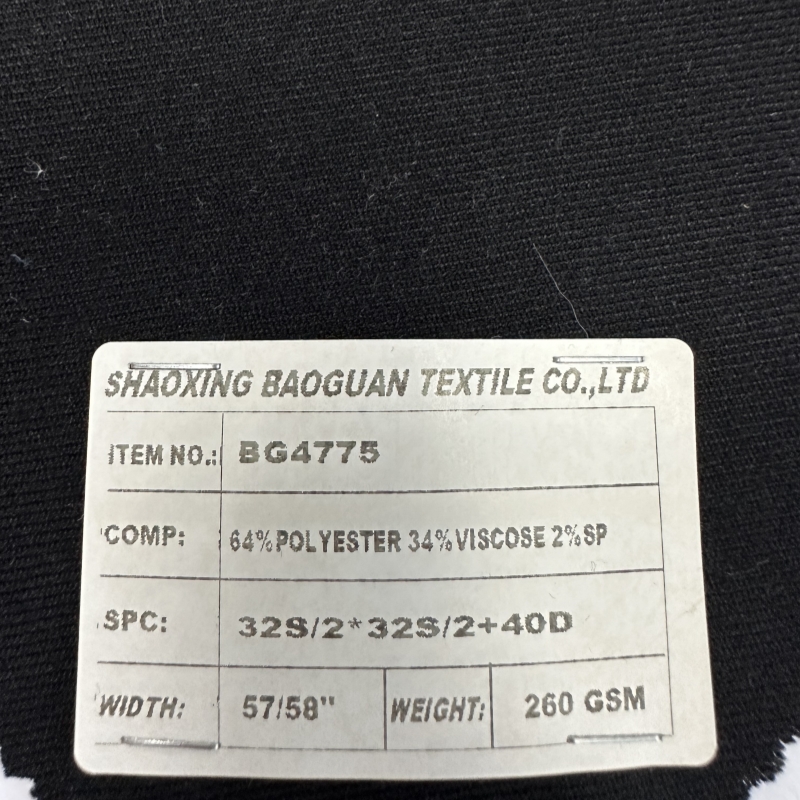 SHAOXING BAOGUAN TEXTILE CO.,LTD
ITEM NO.: BG4775
COMP: 64%POLYESTER 34%VISCOSE 2%SP
SPC: 32S/2*32S/2+40D
WIDTH: 57/58" WEIGHT: 260 GSM